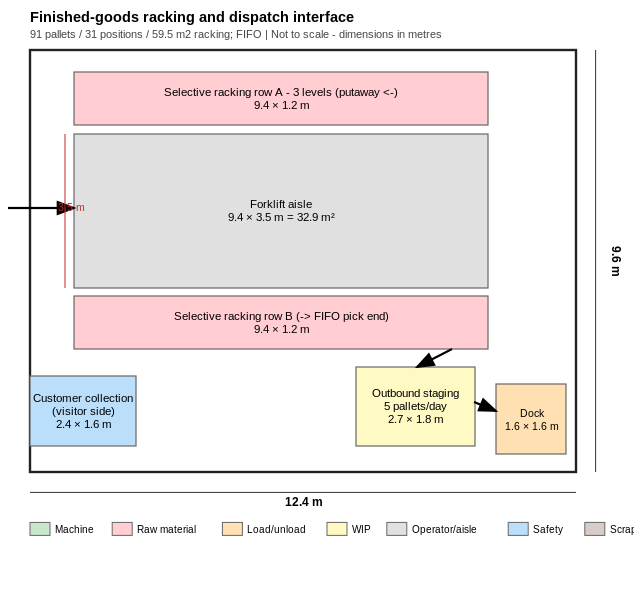 Finished-goods racking and dispatch interface
91 pallets / 31 positions / 59.5 m2 racking; FIFO | Not to scale - dimensions in metres
Selective racking row A - 3 levels (putaway <-)
9.4 × 1.2 m
3.5 m
Forklift aisle
9.4 × 3.5 m = 32.9 m²
9.6 m
Selective racking row B (-> FIFO pick end)
9.4 × 1.2 m
Customer collection
(visitor side)
2.4 × 1.6 m
Outbound staging
5 pallets/day
2.7 × 1.8 m
Dock
1.6 × 1.6 m
12.4 m
Machine
Raw material
Load/unload
WIP
Operator/aisle
Safety
Scrap